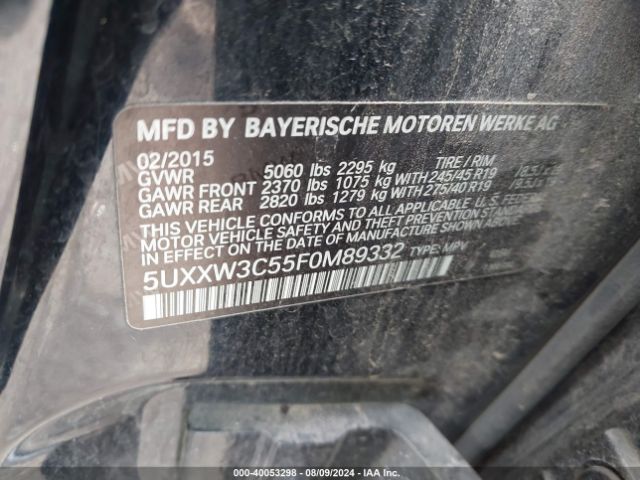 MFD BY BAYERISCHE MOTOREN WERKE AG
02/2015
GVWR 5060 lbs 2295 kg TIRE / RIM
GAWR FRONT 2370 lbs 1075 kg WITH 245/45 R19
GAWR REAR 2820 lbs 1279 kg WITH 275/40 R19
THIS VEHICLE CONFORMS TO ALL APPLICABLE U.S. FEDERAL
MOTOR VEHICLE SAFETY AND THEFT PREVENTION
IN EFFECT ON THE DATE OF MANUFACTURE SHOWN ABOVE.
5UXXW3C55F0M89332 TYPE: MPV
000-40053298 - 08/09/2024 - IAA Inc.